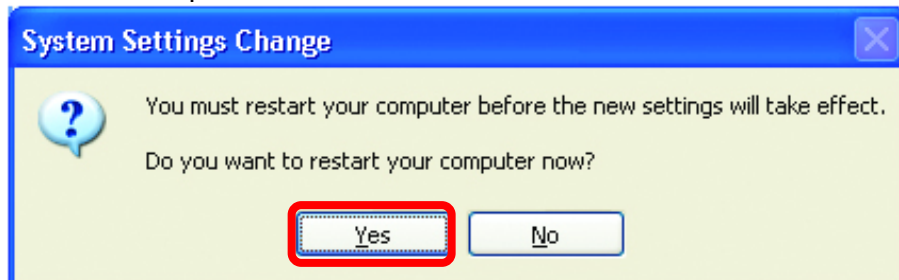 System Settings Change
You must restart your computer before the new settings will take effect.
Do you want to restart your computer now?
Yes No